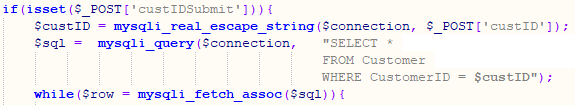 if(isset($_POST['custIDSubmit'])){
$custID = mysqli_real_escape_string($connection, $_POST['custID']);
$sql = mysqli_query($connection, "SELECT *
FROM Customer
WHERE CustomerID = $custID");
while($row = mysqli_fetch_assoc($sql)){